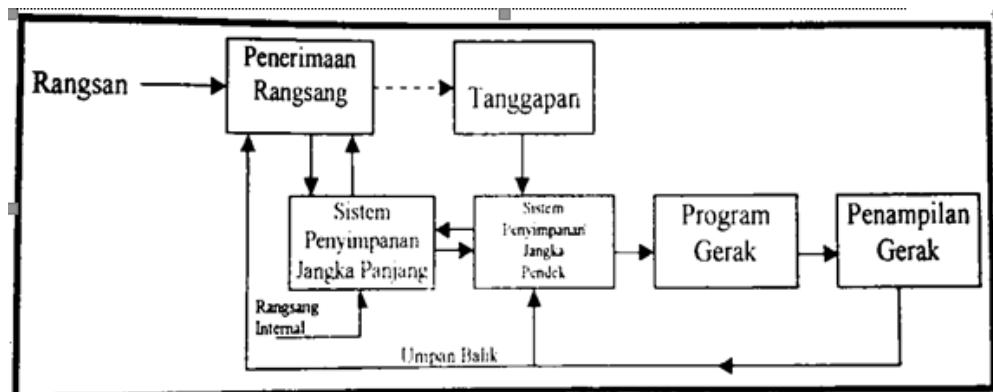 Rangsan
Penerimaan
Rangsang
Tanggapan
Sistem
Penyimpanan
Jangka Panjang
Sistem
Penyimpanan
Jangka
Pendek
Program
Gerak
Penampilan
Gerak
Rangsang
Internal
Umpan Balik